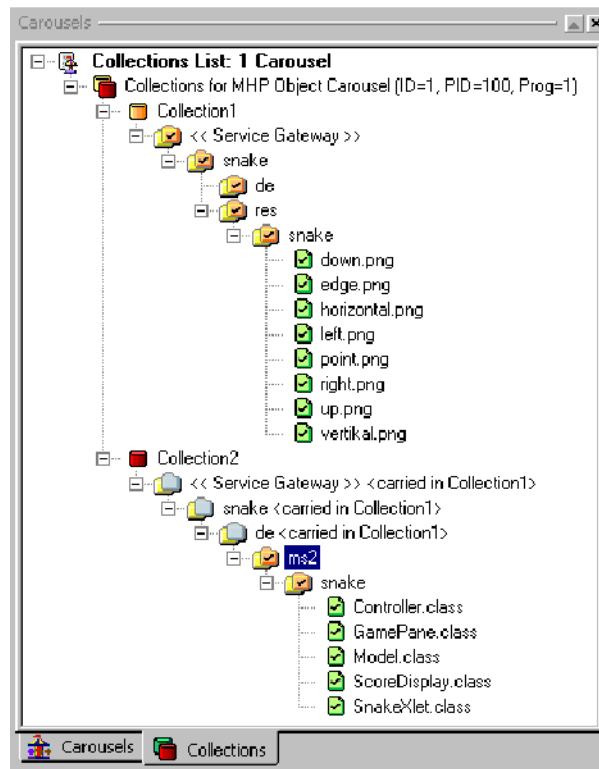 Carousels
Collections List: 1 Carousel
Collections for MHP Object Carousel (ID=1, PID=100, Prog=1)
Collection1
<< Service Gateway >>
snake
de
res
snake
down.png
edge.png
horizontal.png
left.png
point.png
right.png
up.png
vertikal.png
Collection2
<< Service Gateway >> <carried in Collection1>
snake <carried in Collection1>
de <carried in Collection1>
ms2
snake
Controller.class
GamePane.class
Model.class
ScoreDisplay.class
SnakeXlet.class
Carousels Collections